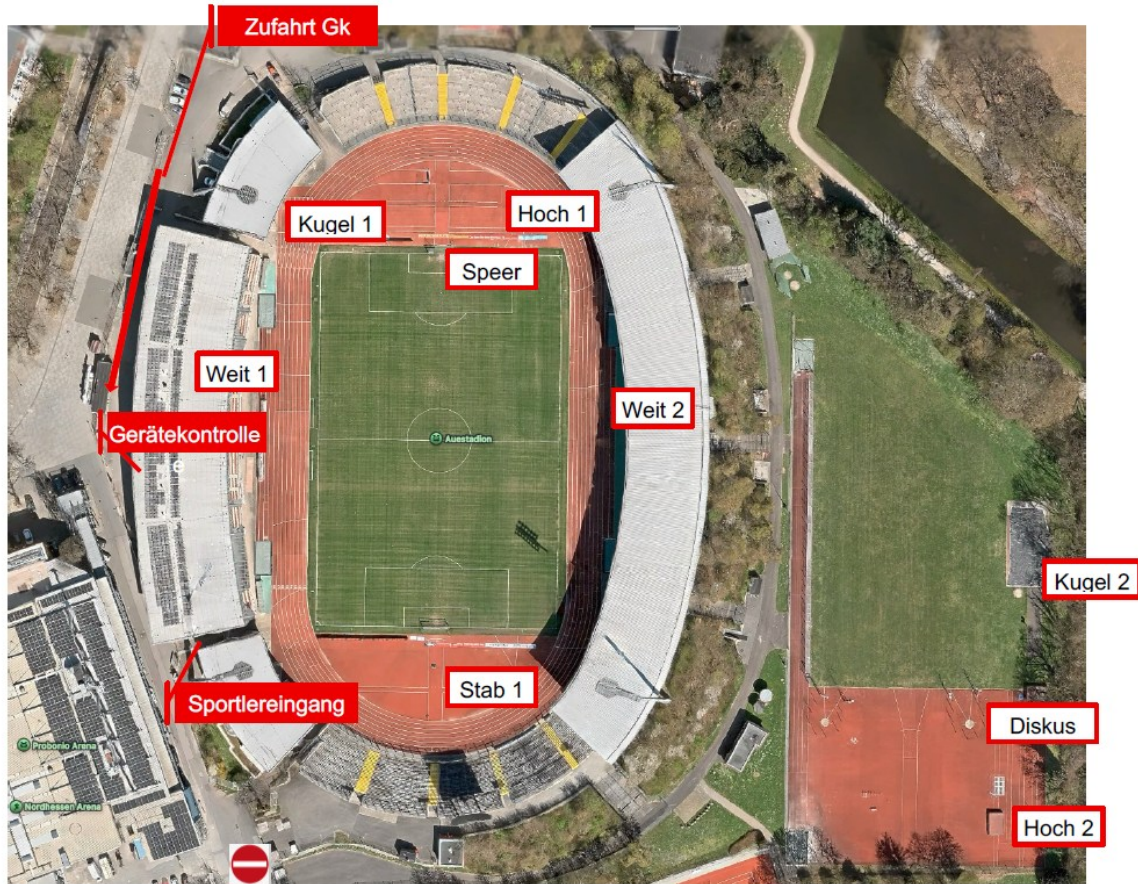 Zufahrt Gk
Kugel 1
Hoch 1
Speer
Weit 1
Weit 2
Gerätekontrolle
Auestadion
Kugel 2
Sportlereingang
Stab 1
Diskus
Probonio Arena
Nordhessen Arena
Hoch 2